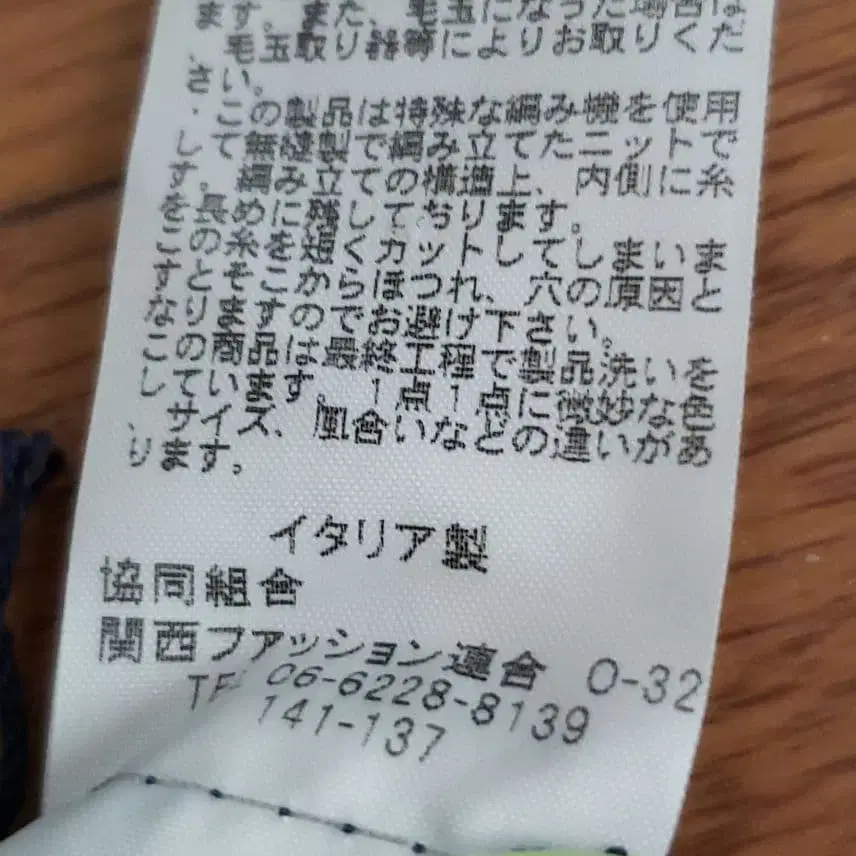 ます。また、毛玉になった場合は
毛玉取り器等によりお取りくだ
さい。
・この製品は特殊な編み機を使用
して無縫製で編み立てたニットで
す。編み立ての構造上、内側に糸
を長めに残しております。
この糸を短くカットしてしまいま
すとそこからほつれ、穴の原因と
なりますのでお避け下さい。
この商品は最終工程で製品洗いを
しています。1点1点に微妙な色
、サイズ、風合いなどの違いがあ
ります。
イタリア製
協同組合
関西ファッション連合 O-32
TEL 06-6228-8139
141-137